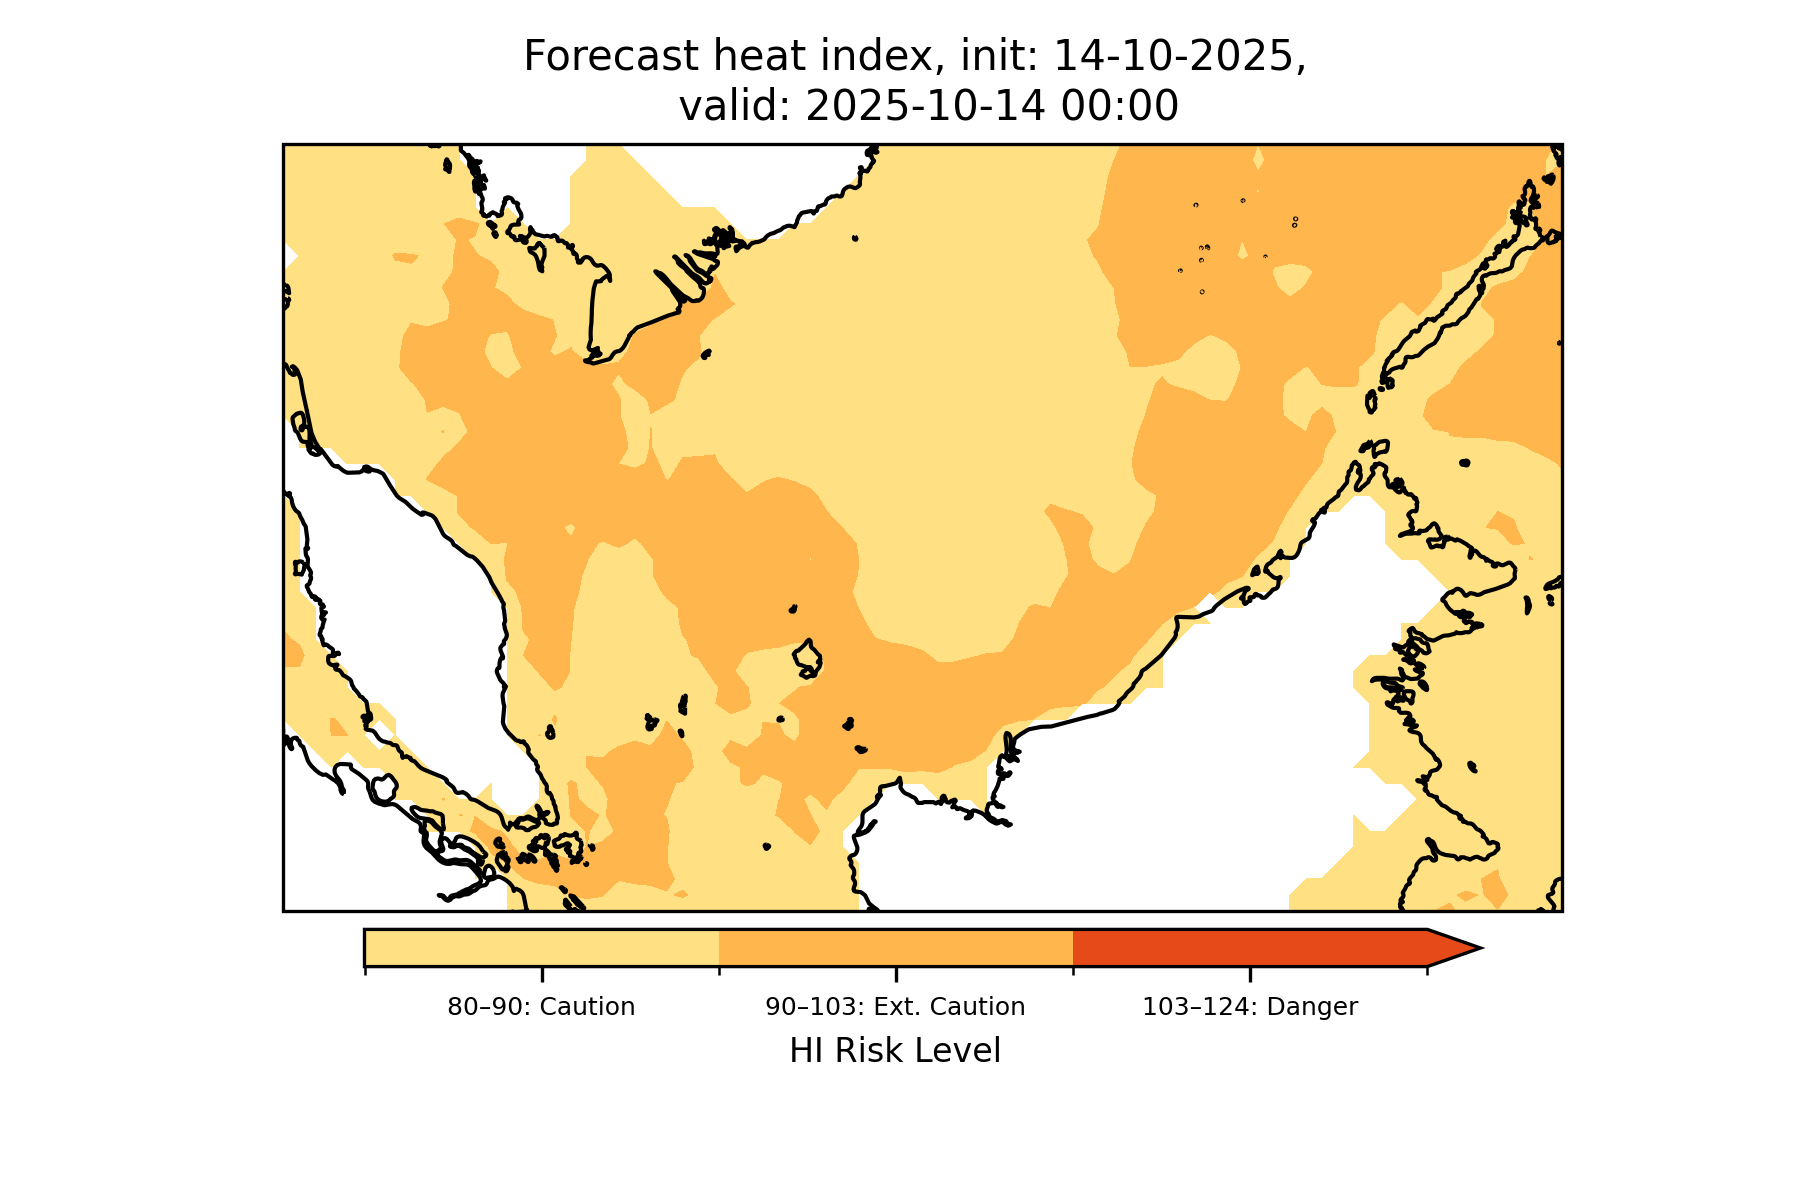 Forecast heat index, init: 14-10-2025,
valid: 2025-10-14 00:00
80–90: Caution
90–103: Ext. Caution
103–124: Danger
HI Risk Level